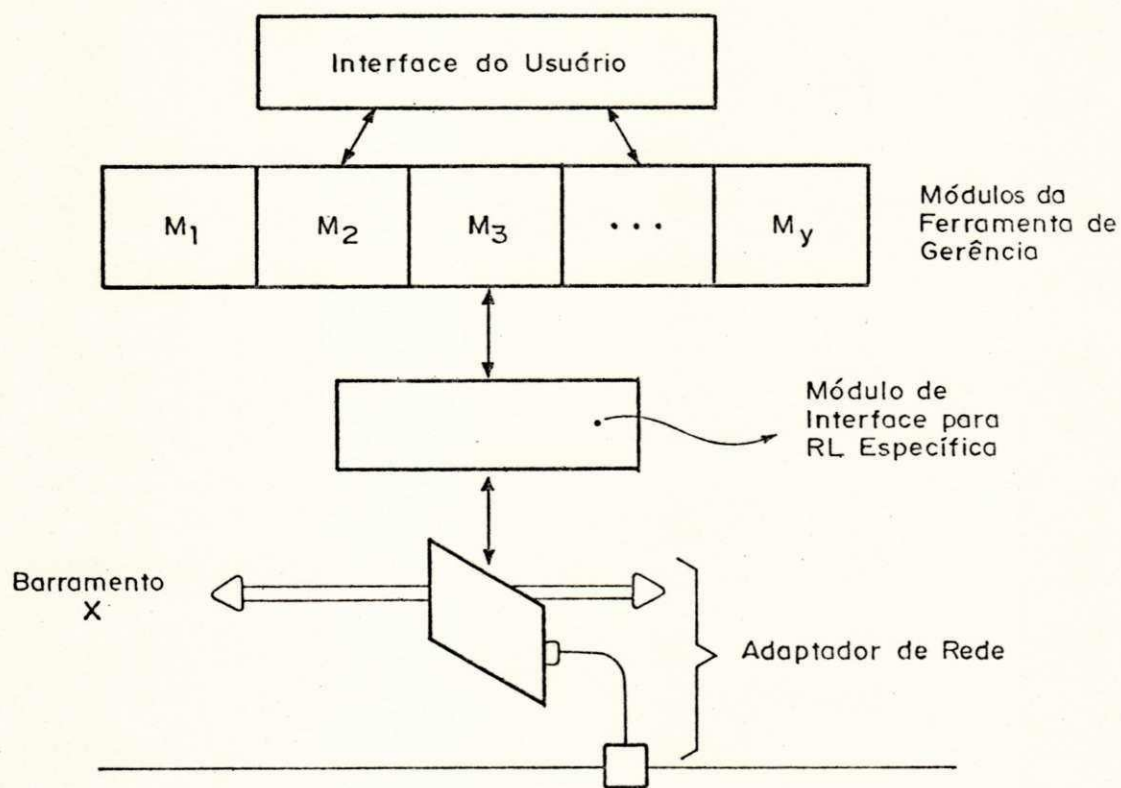 Interface do Usuário
M1
M2
M3
...
My
Módulos da
Ferramenta de
Gerência
Módulo de
Interface para
RL Específica
Barramento
X
Adaptador de Rede